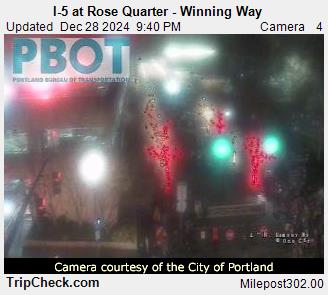 I-5 at Rose Quarter - Winning Way
Updated Dec 28 2024 9:40 PM Camera 4
PBOT
PORTLAND BUREAU OF TRANSPORTATION
Camera courtesy of the City of Portland
TripCheck.com Milepost302.00